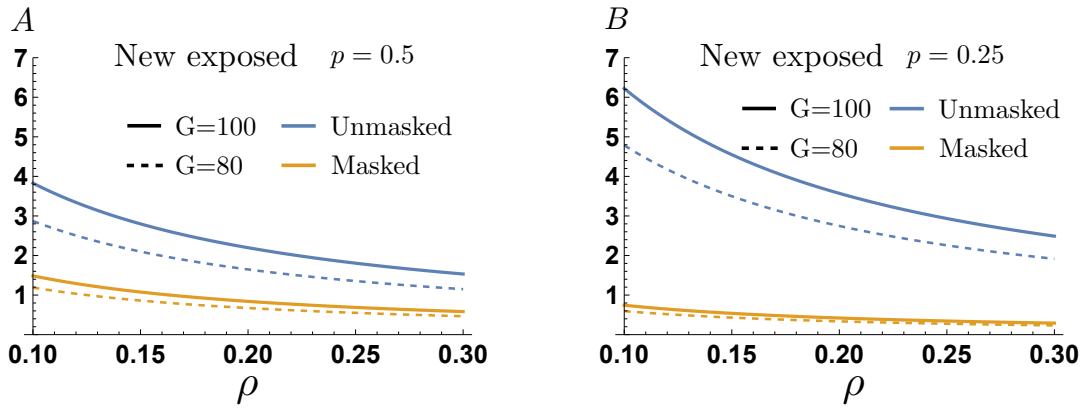 A
New exposed p = 0.5
7
6
5
4
3
2
1
G=100 Unmasked
G=80 Masked
0.10 0.15 0.20 0.25 0.30
ρ
B
New exposed p = 0.25
7
6
5
4
3
2
1
G=100 Unmasked
G=80 Masked
0.10 0.15 0.20 0.25 0.30
ρ